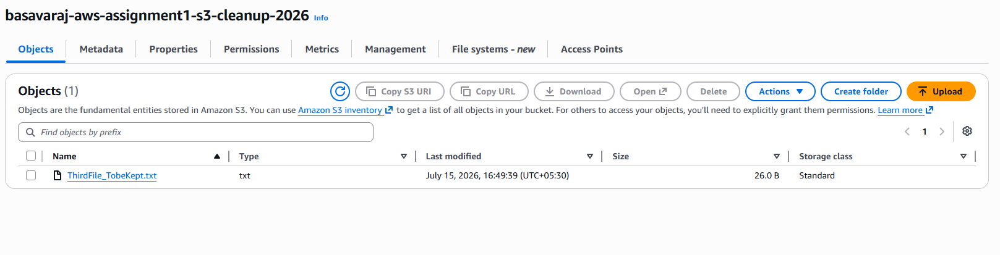 basavaraj-aws-assignment1-s3-cleanup-2026 Info
Objects Metadata Properties Permissions Metrics Management File systems - new Access Points
Objects (1) Copy S3 URI Copy URL Download Open Delete Actions Create folder Upload
Objects are the fundamental entities stored in Amazon S3. You can use Amazon S3 inventory to get a list of all objects in your bucket. For others to access your objects, you'll need to explicitly grant them permissions. Learn more
Find objects by prefix 1
Name Type Last modified Size Storage class
ThirdFile_TobeKept.txt txt July 15, 2026, 16:49:39 (UTC+05:30) 26.0 B Standard